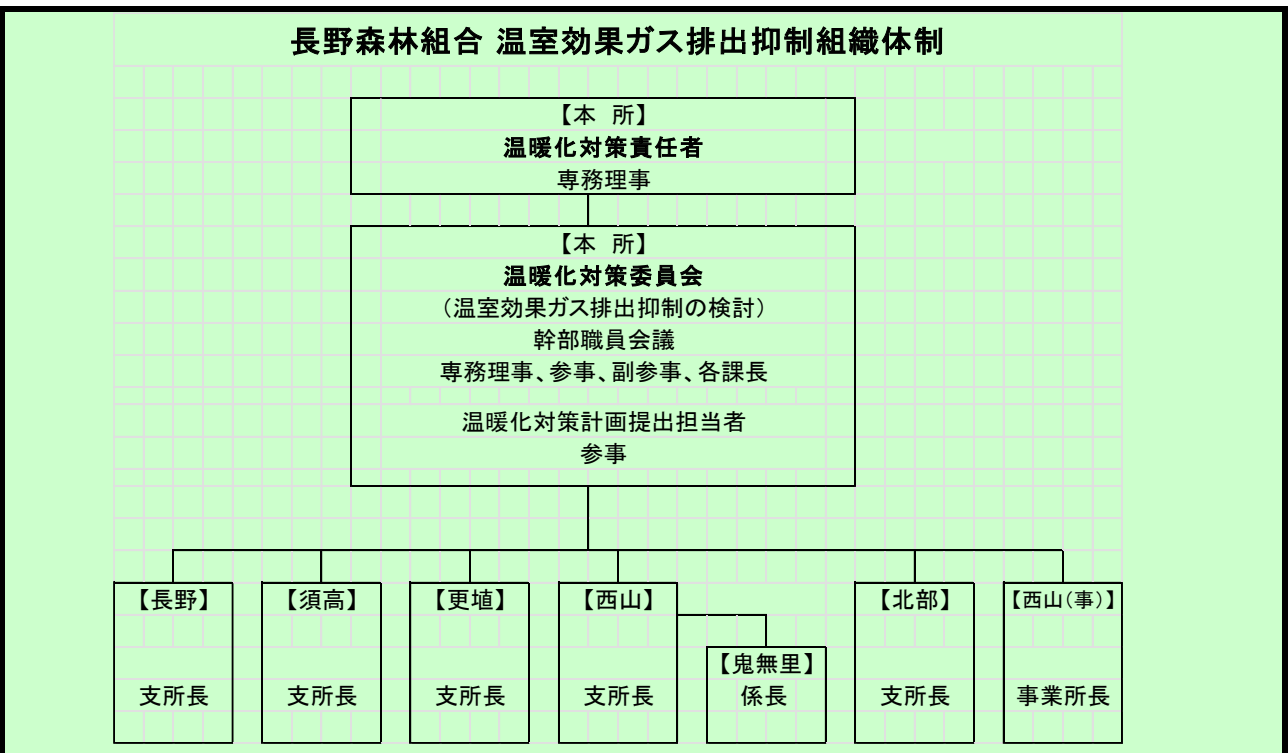 長野森林組合 温室効果ガス排出抑制組織体制
【本 所】
温暖化対策責任者
専務理事
【本 所】
温暖化対策委員会
（温室効果ガス排出抑制の検討）
幹部職員会議
専務理事、参事、副参事、各課長
温暖化対策計画提出担当者
参事
【長野】
支所長
【須高】
支所長
【更埴】
支所長
【西山】
支所長
【鬼無里】
係長
【北部】
支所長
【西山（事）】
事業所長